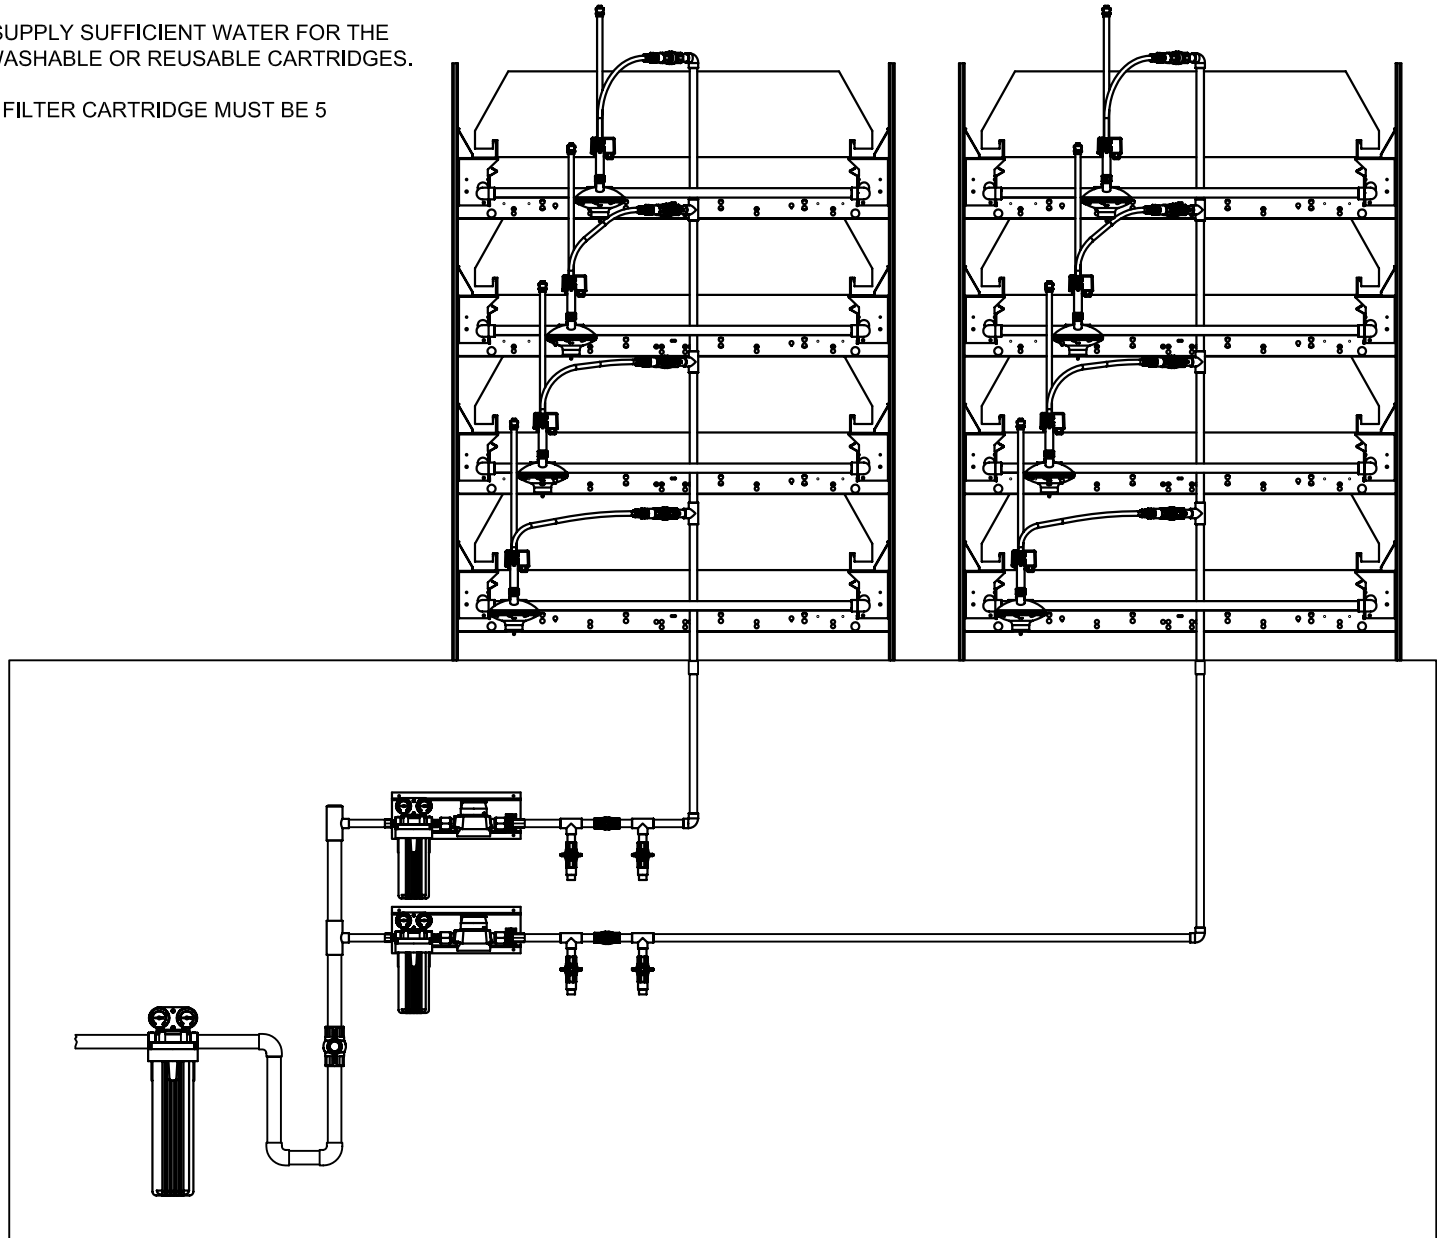 SUPPLY SUFFICIENT WATER FOR THE
WASHABLE OR REUSABLE CARTRIDGES.
FILTER CARTRIDGE MUST BE 5